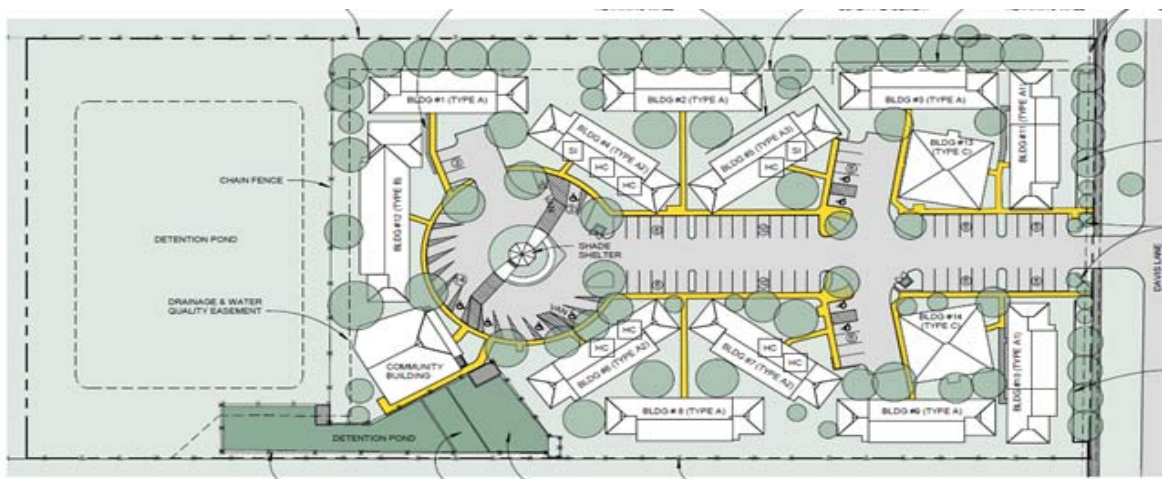 BLDG #1 (TYPE A)
BLDG #2 (TYPE A)
BLDG #3 (TYPE A)
BLDG #11 (TYPE A1)
BLDG #4 (TYPE A2)
SI
HC
HC
BLDG #5 (TYPE A3)
SI
HC
BLDG #13
(TYPE C)
CHAIN FENCE
BLDG #12 (TYPE B)
DETENTION POND
SHADE
SHELTER
DAVIS LANE
DRAINAGE & WATER
QUALITY EASEMENT
VAN
COMMUNITY
BUILDING
HC
HC
BLDG #6 (TYPE A2)
HC
HC
BLDG #7 (TYPE A2)
BLDG #14
(TYPE C)
BLDG #10 (TYPE A1)
BLDG # 8 (TYPE A)
BLDG #9 (TYPE A)
DETENTION POND